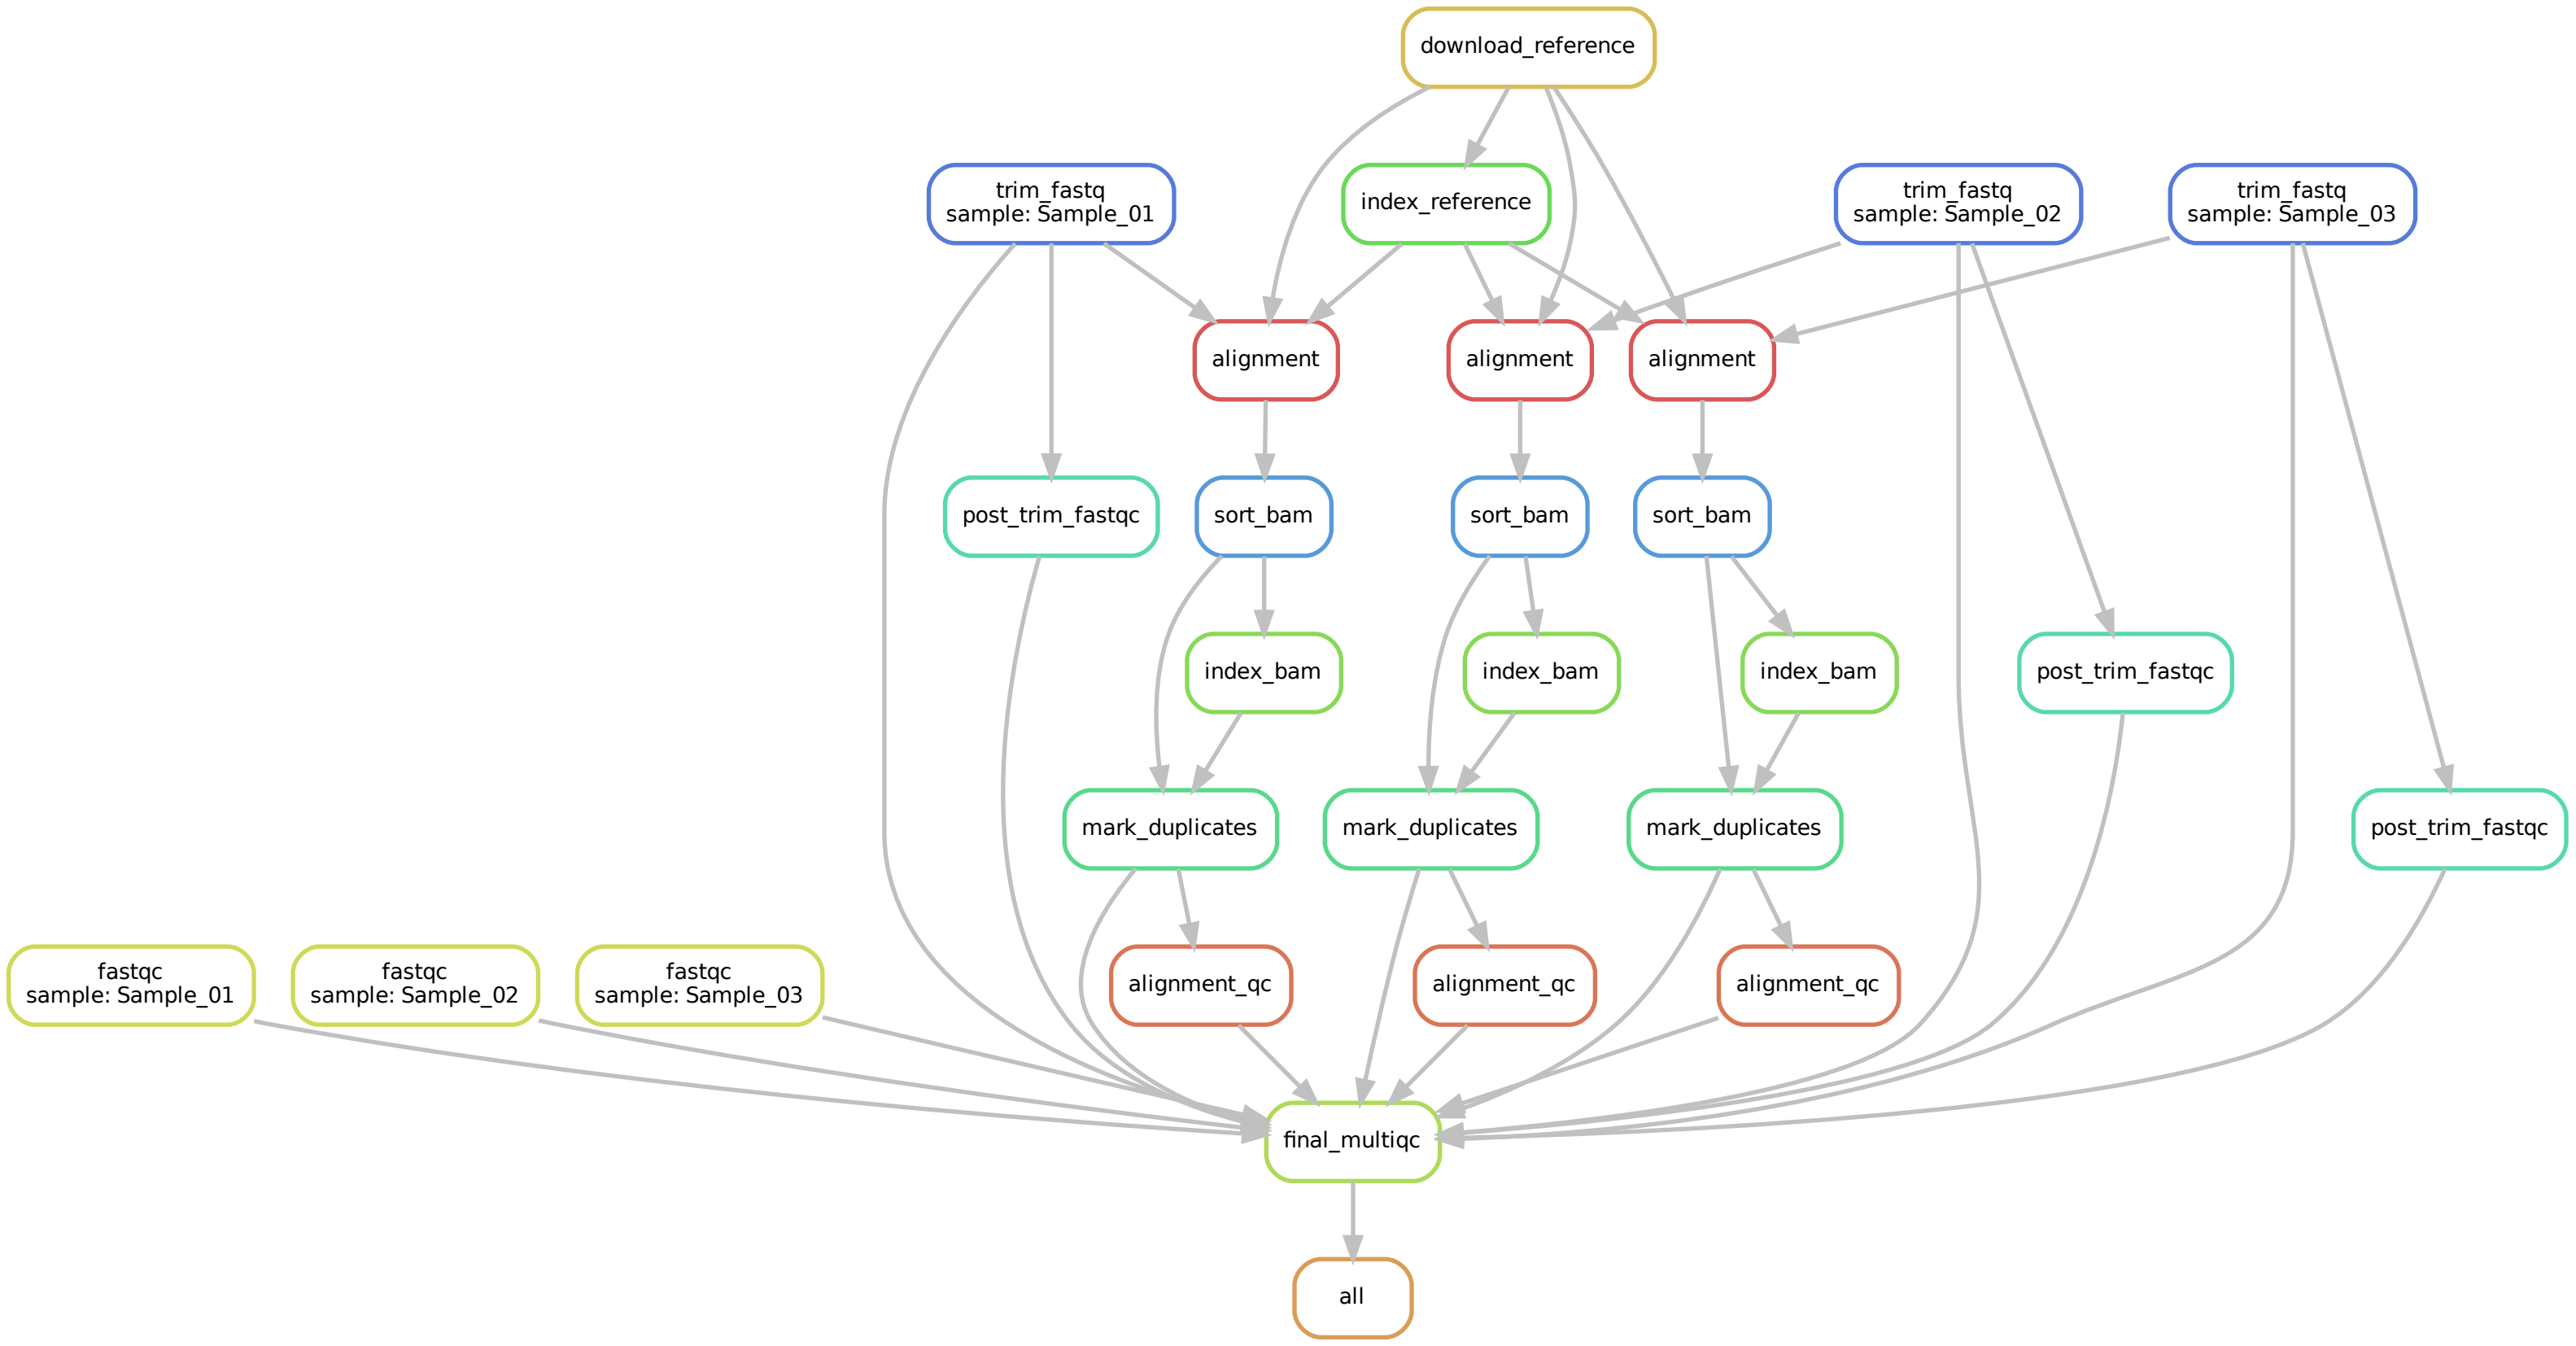 download_reference
trim_fastq
sample: Sample_01
index_reference
trim_fastq
sample: Sample_02
trim_fastq
sample: Sample_03
alignment
alignment
alignment
post_trim_fastqc
sort_bam
sort_bam
sort_bam
index_bam
index_bam
index_bam
post_trim_fastqc
mark_duplicates
mark_duplicates
mark_duplicates
post_trim_fastqc
fastqc
sample: Sample_01
fastqc
sample: Sample_02
fastqc
sample: Sample_03
alignment_qc
alignment_qc
alignment_qc
final_multiqc
all